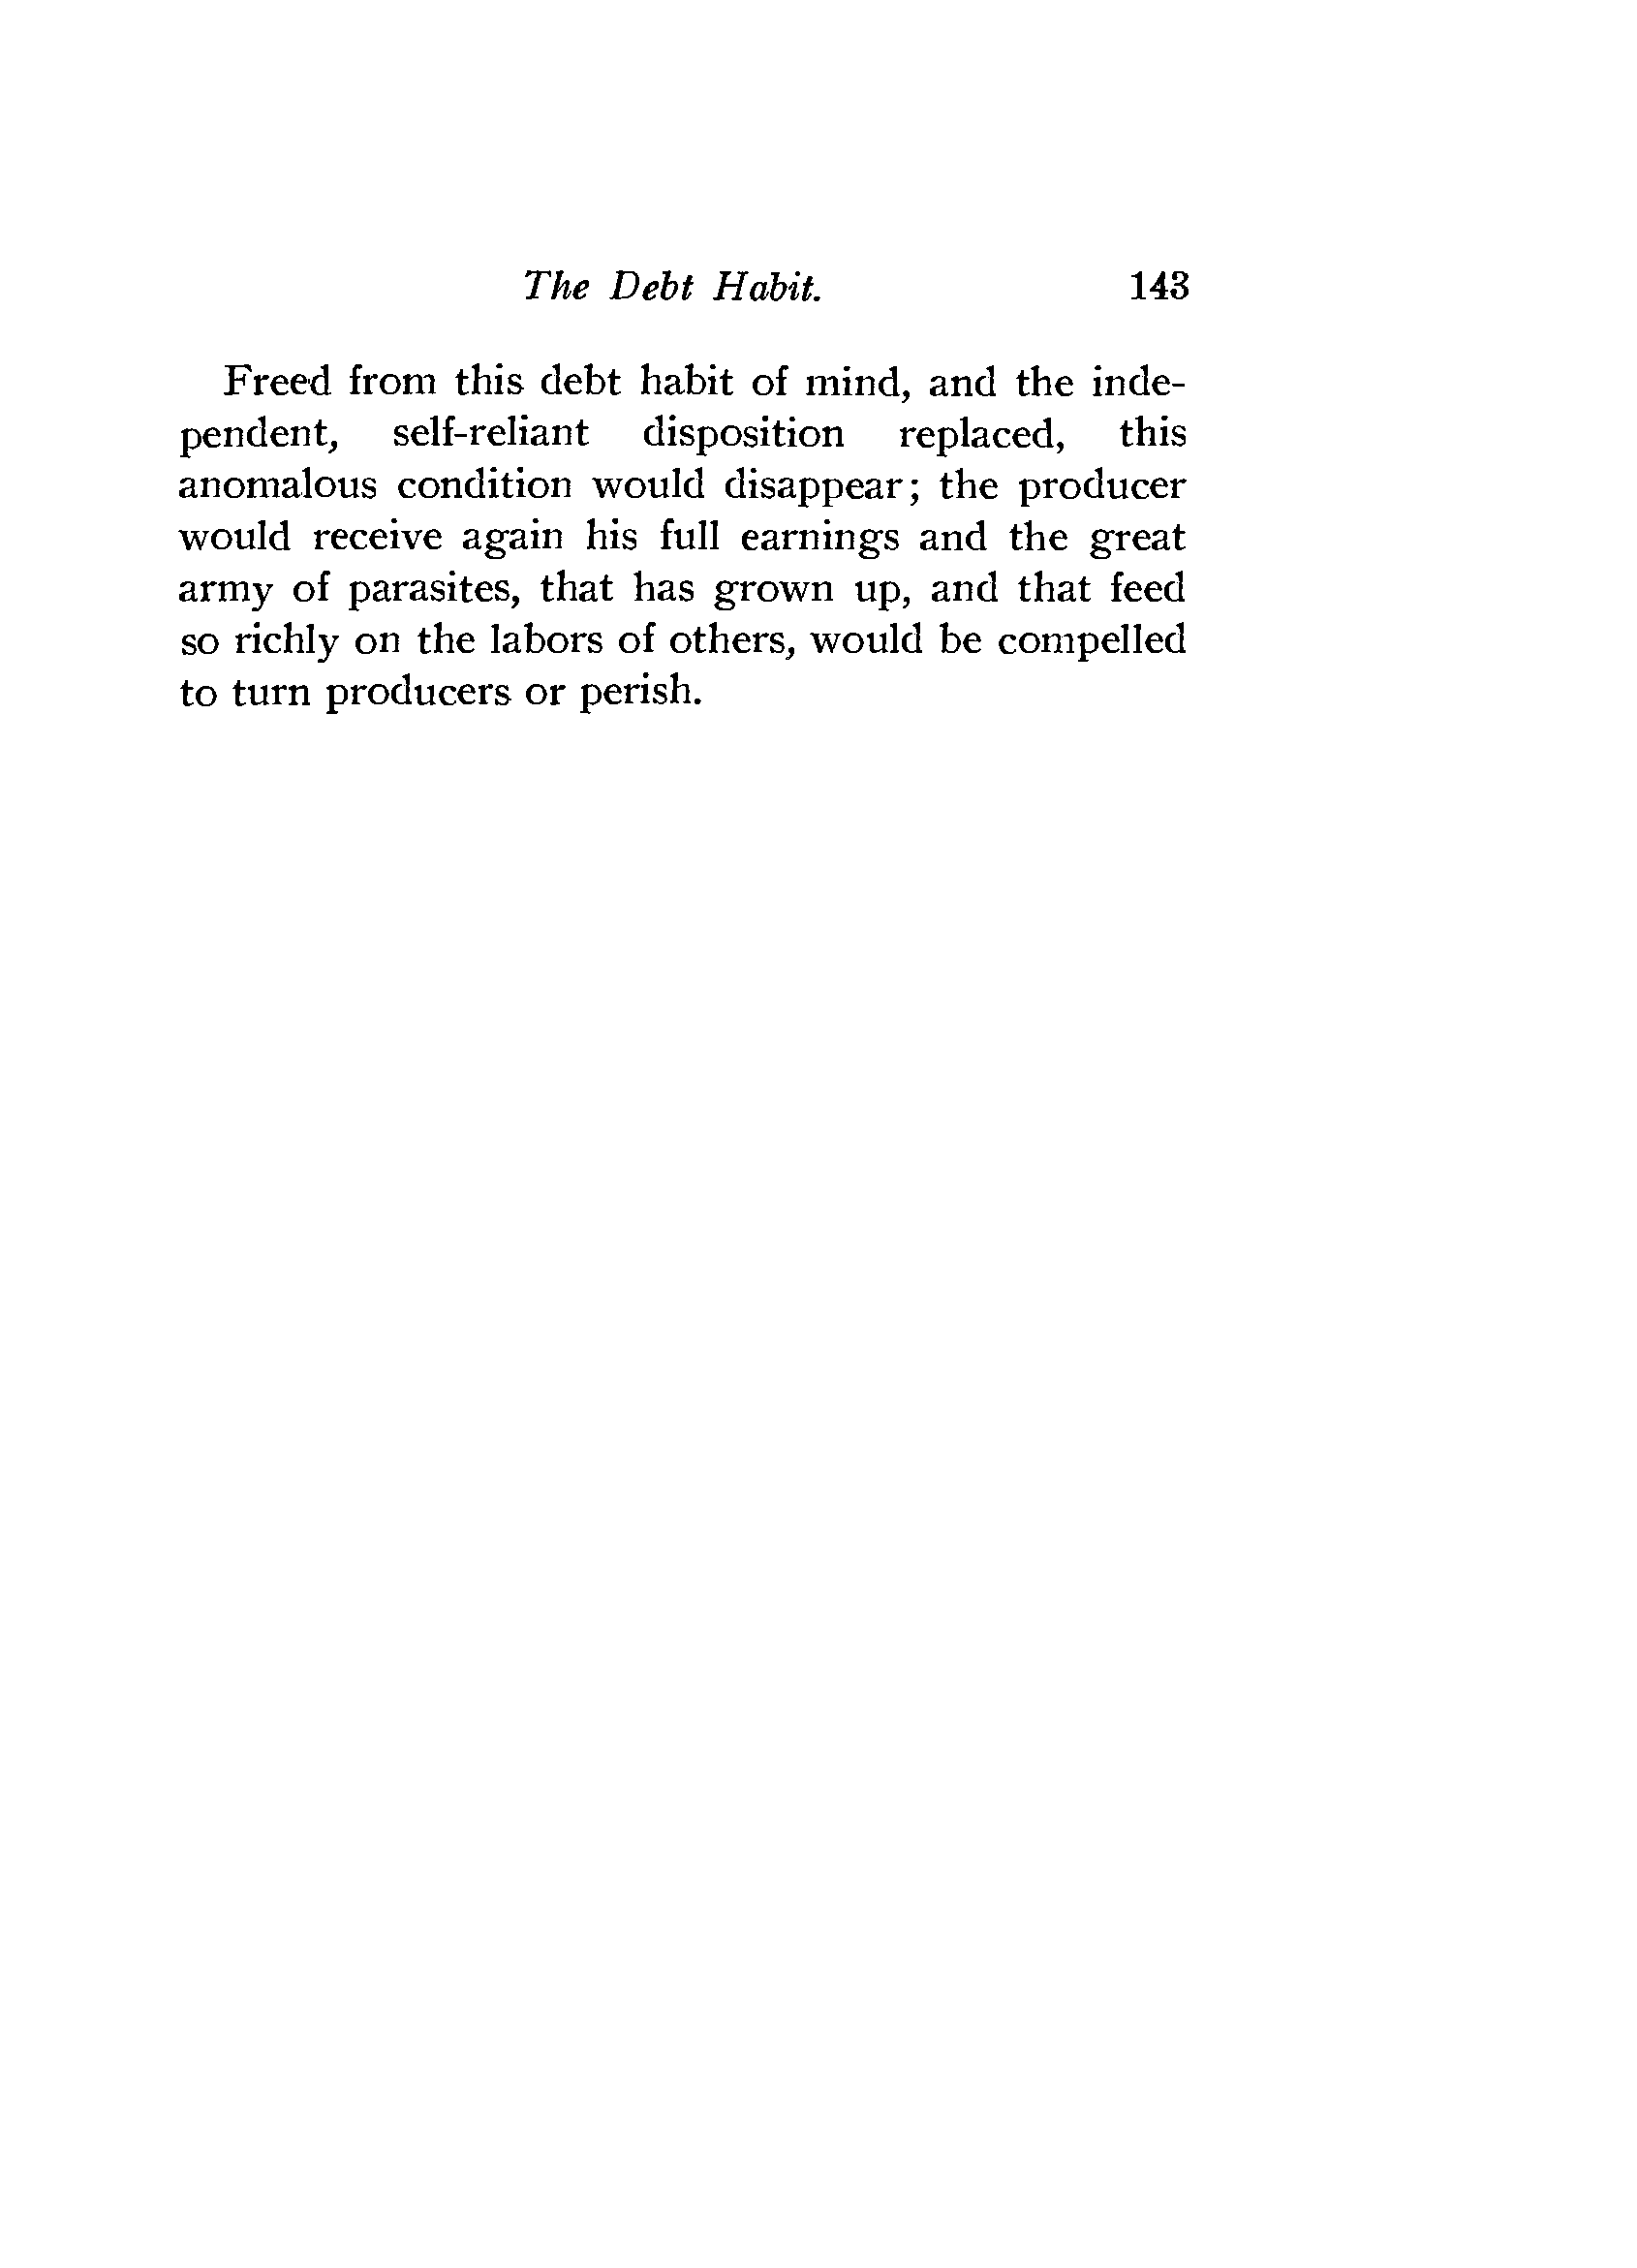 The Debt Habit. 143
Freed from this debt habit of mind, and the inde-
pendent, self-reliant disposition replaced, this
anomalous condition would disappear; the producer
would receive again his full earnings and the great
army of parasites, that has grown up, and that feed
so richly on the labors of others, would be compelled
to turn producers or perish.